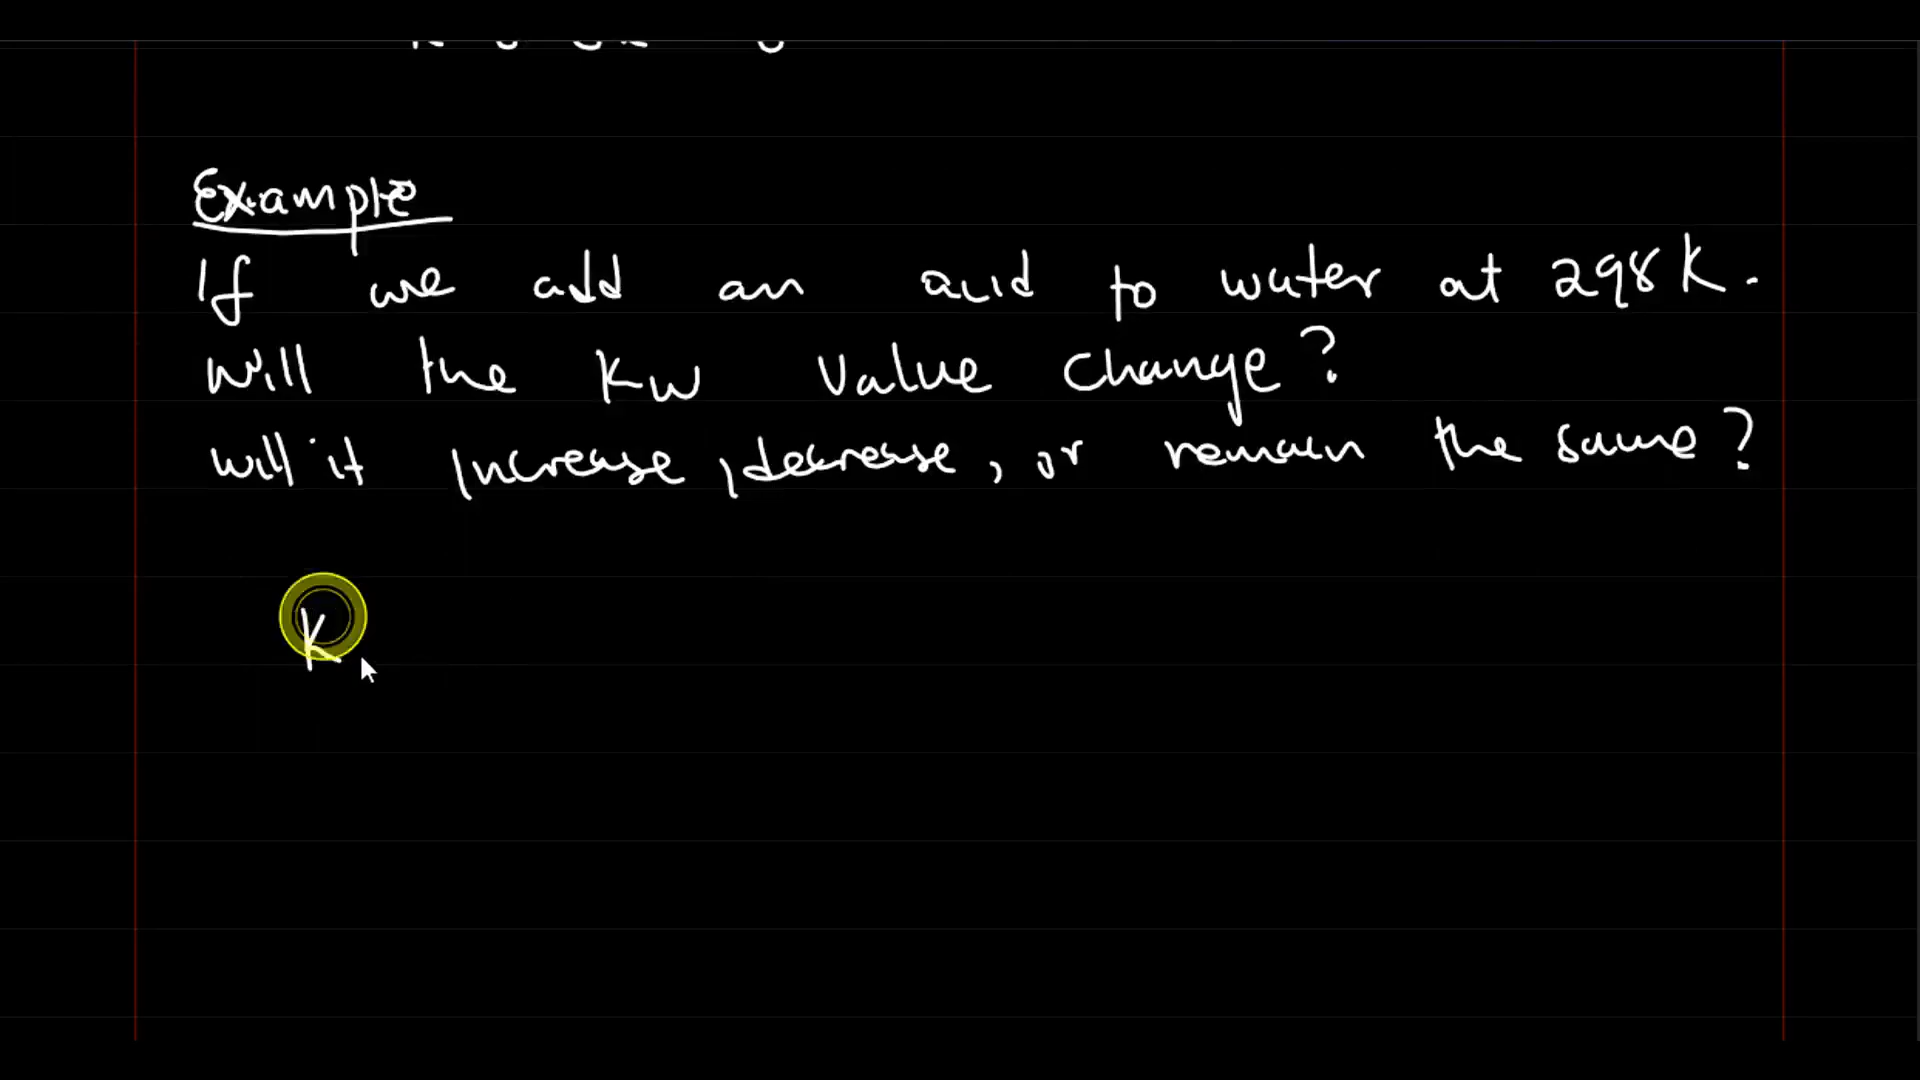 Example
If we add an acid to water at 298K.
Will the Kw Value Change?
Will it Increase, decrease, or remain the same?
K